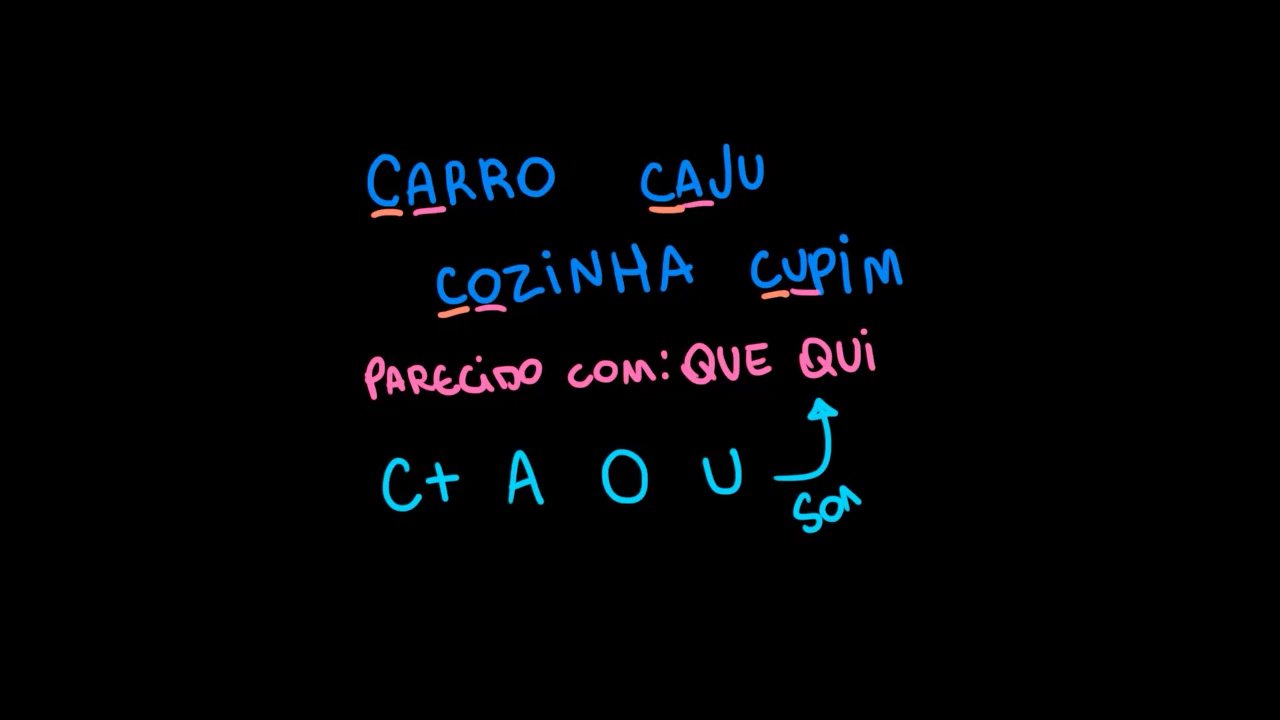 CARRO CAJU
COZINHA CUPIM
PARECIDO COM: QUE QUI
C+ A O U
SOM